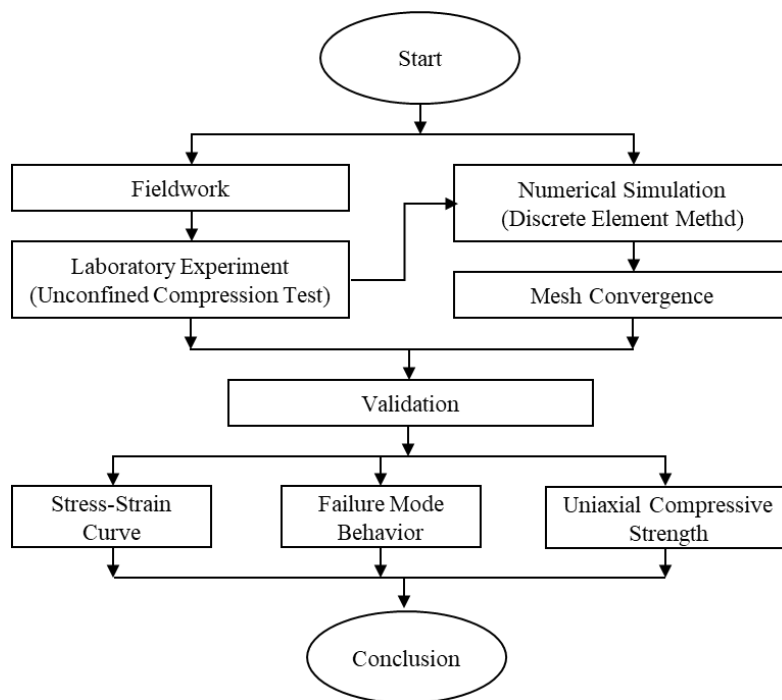 Start
Fieldwork
Numerical Simulation
(Discrete Element Methd)
Laboratory Experiment
(Unconfined Compression Test)
Mesh Convergence
Validation
Stress-Strain
Curve
Failure Mode
Behavior
Uniaxial Compressive
Strength
Conclusion